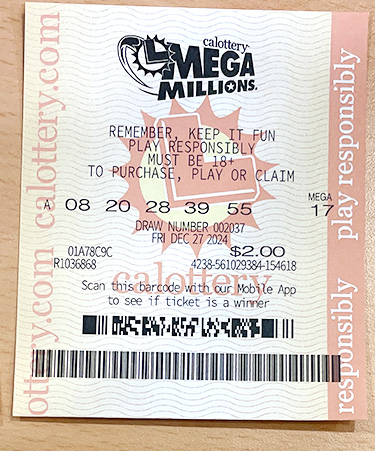 calottery
MEGA
MILLIONS.
REMEMBER, KEEP IT FUN
PLAY RESPONSIBLY
MUST BE 18+
TO PURCHASE, PLAY OR CLAIM
A 08 20 28 39 55 MEGA 17
DRAW NUMBER 002037
FRI DEC 27 2024
01A78C9C $2.00
R1036868 4238-561029384-154618
calottery
Scan this barcode with our Mobile App
to see if ticket is a winner
ottery.com calottery.com
responsibly play responsibly